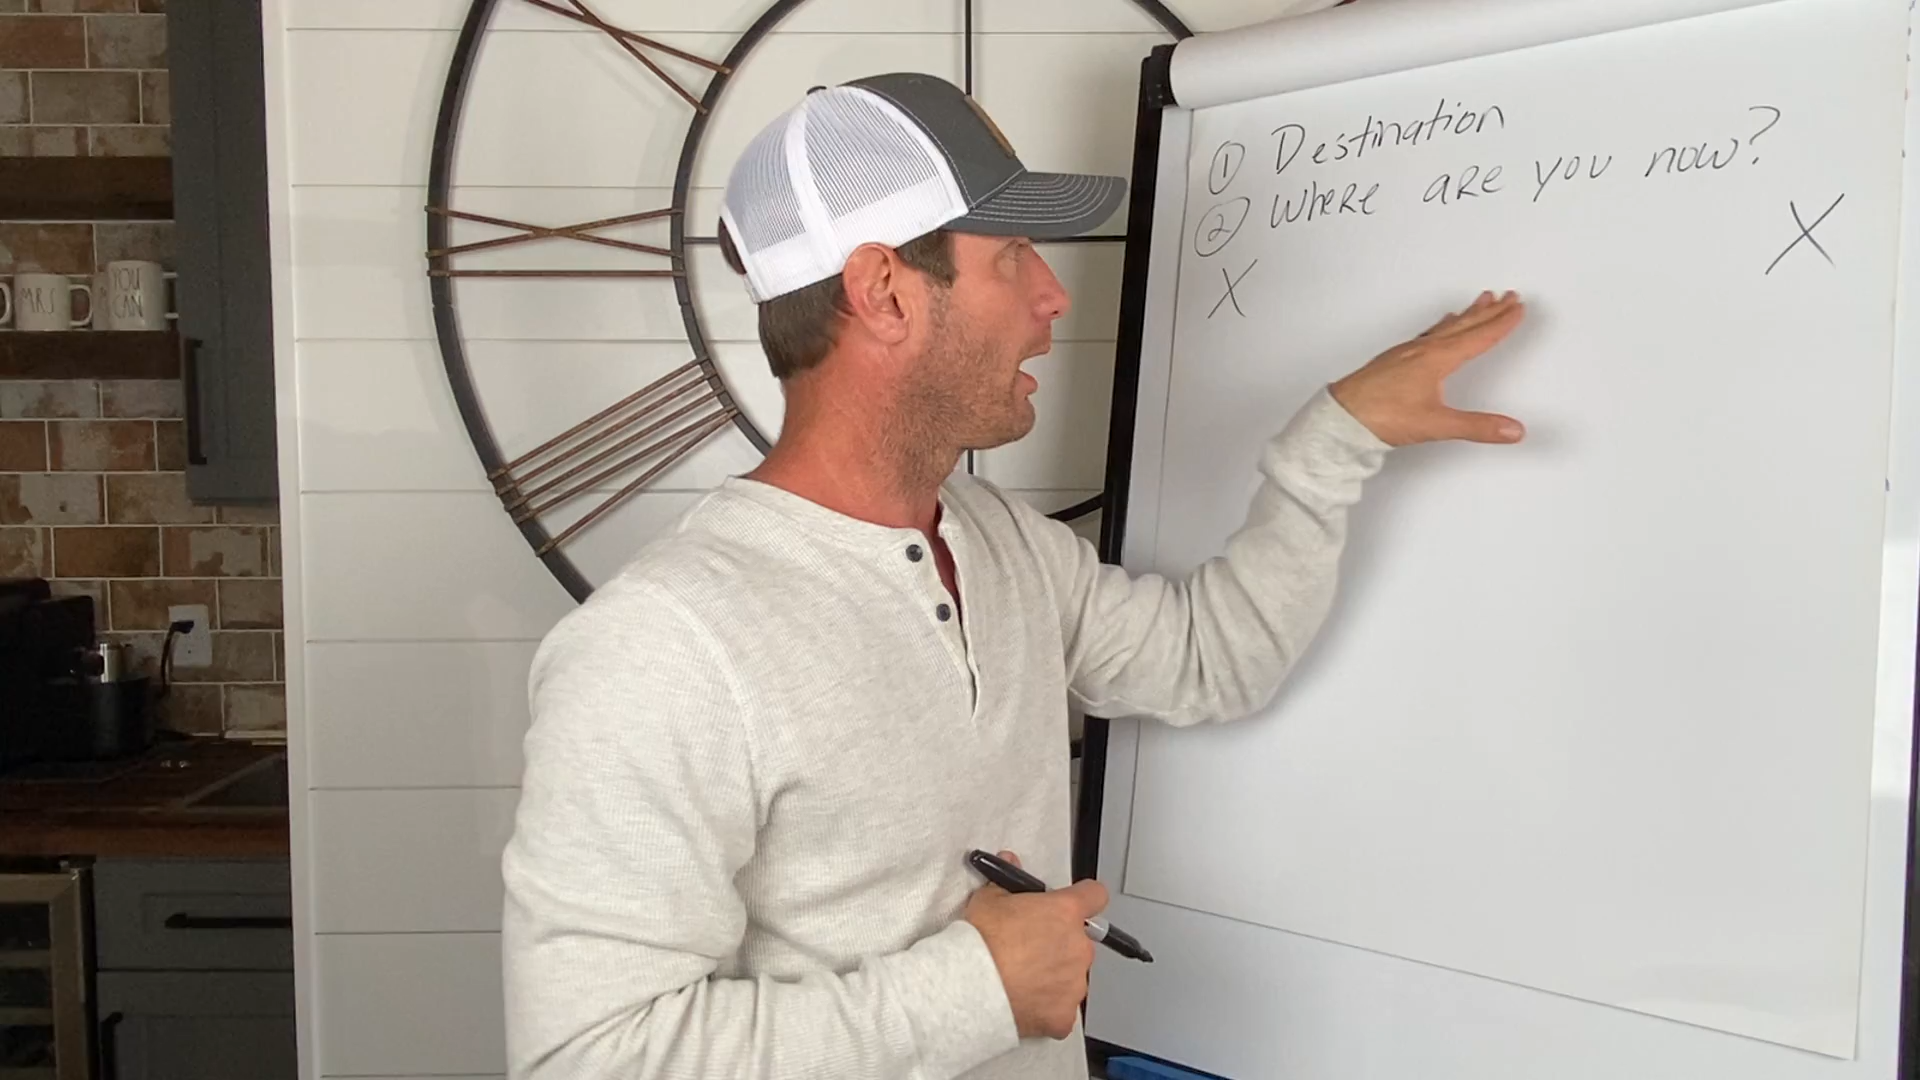 ① Destination
② Where are you now?
X X
MRS
YOU
CAN